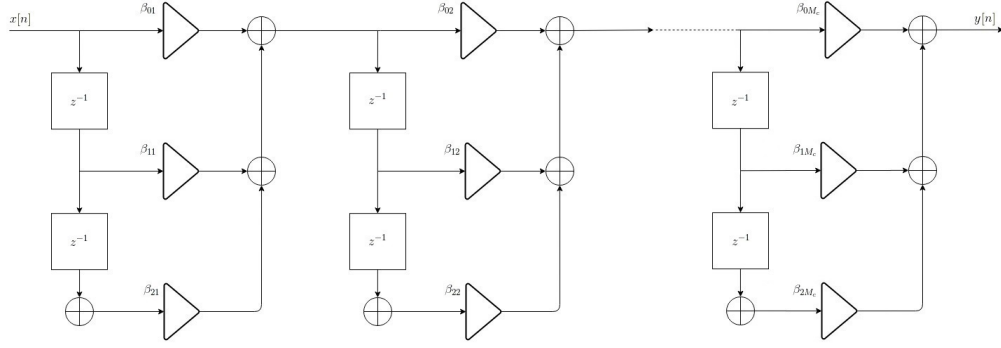 x[n] β₀₁ β₀₂ β₀Mc y[n]
z⁻¹ z⁻¹ z⁻¹
β₁₁ β₁₂ β₁Mc
z⁻¹ z⁻¹ z⁻¹
β₂₁ β₂₂ β₂Mc